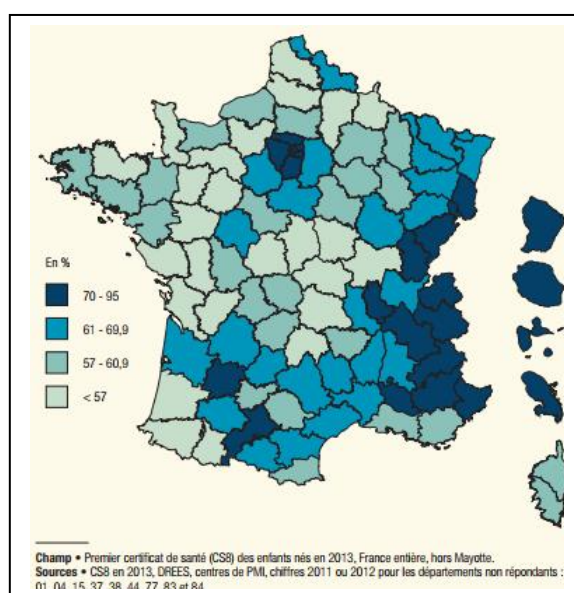 En %
70 - 95
61 - 69,9
57 - 60,9
< 57
Champ • Premier certificat de santé (CS8) des enfants nés en 2013, France entière, hors Mayotte.
Sources • CS8 en 2013, DREES, centres de PMI, chiffres 2011 ou 2012 pour les départements non répondants :
01, 04, 15, 37, 38, 44, 77, 83 et 84